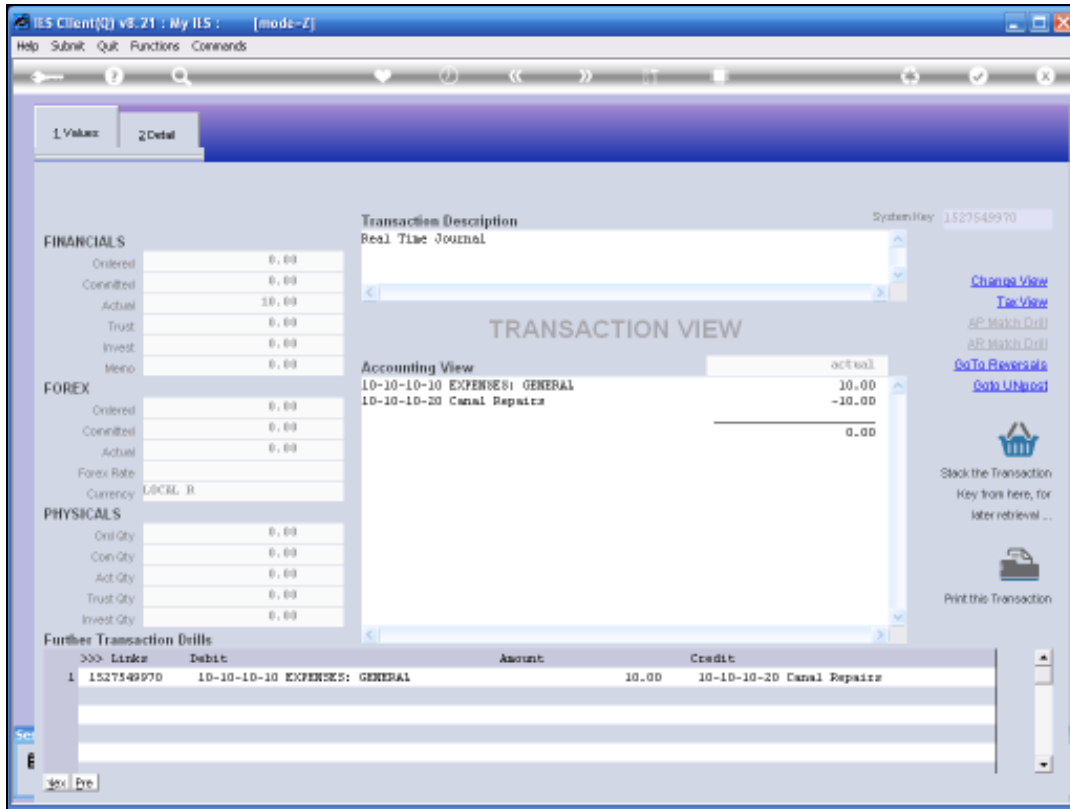 IES Client(Q) v8.21 : My IES : [mode-Z]
Help Submit Quit Functions Commands
1 Values 2 Detail
System Key 1527549970
Transaction Description
Real Time Journal
FINANCIALS
Ordered 0.00
Committed 0.00
Actual 10.00
Trust 0.00
Invest 0.00
Memo 0.00
FOREX
Ordered 0.00
Committed 0.00
Actual 0.00
Forex Rate
Currency LOCAL R
PHYSICALS
Ord Qty 0.00
Com Qty 0.00
Act Qty 0.00
Trust Qty 0.00
Invest Qty 0.00
TRANSACTION VIEW
Accounting View actual
10-10-10-10 EXPENSES: GENERAL 10.00
10-10-10-20 Canal Repairs -10.00
0.00
Change View
Tax View
AP Match Drill
AR Match Drill
GoTo Reversals
Goto UNpost
Stack the Transaction
Key from here, for
later retrieval ...
Print this Transaction
Further Transaction Drills
>>> Links Debit Amount Credit
1 1527549970 10-10-10-10 EXPENSES: GENERAL 10.00 10-10-10-20 Canal Repairs
Pre